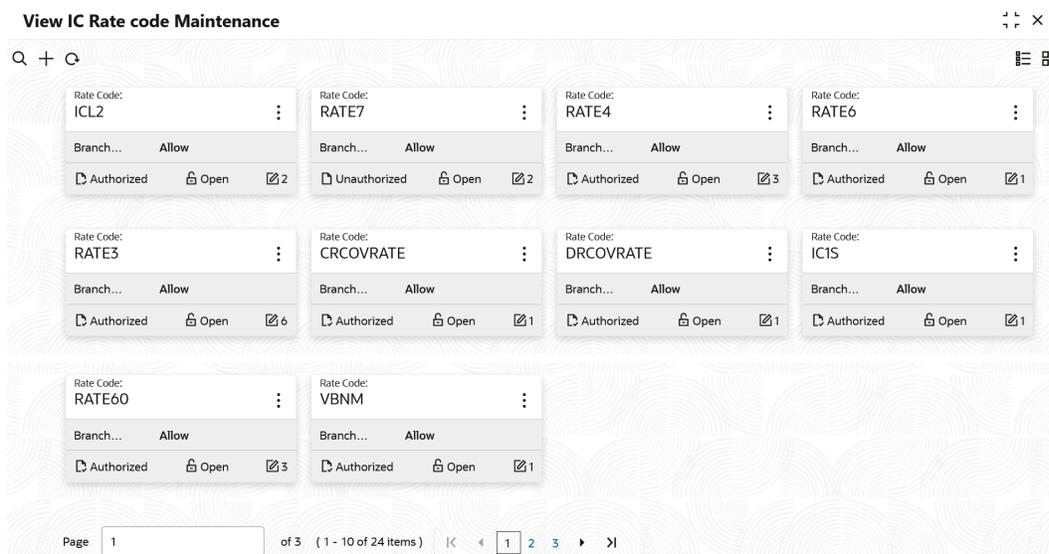 View IC Rate code Maintenance
Rate Code: Rate Code: Rate Code: Rate Code:
ICL2 RATE7 RATE4 RATE6
Branch... Allow Branch... Allow Branch... Allow Branch... Allow
Authorized Open 2 Unauthorized Open 2 Authorized Open 3 Authorized Open 1
Rate Code: Rate Code: Rate Code: Rate Code:
RATE3 CRCOVRATE DRCOVRATE IC1S
Branch... Allow Branch... Allow Branch... Allow Branch... Allow
Authorized Open 6 Authorized Open 1 Authorized Open 1 Authorized Open 1
Rate Code: Rate Code:
RATE60 VBNM
Branch... Allow Branch... Allow
Authorized Open 3 Authorized Open 1
Page 1 of 3 ( 1 - 10 of 24 items ) 1 2 3